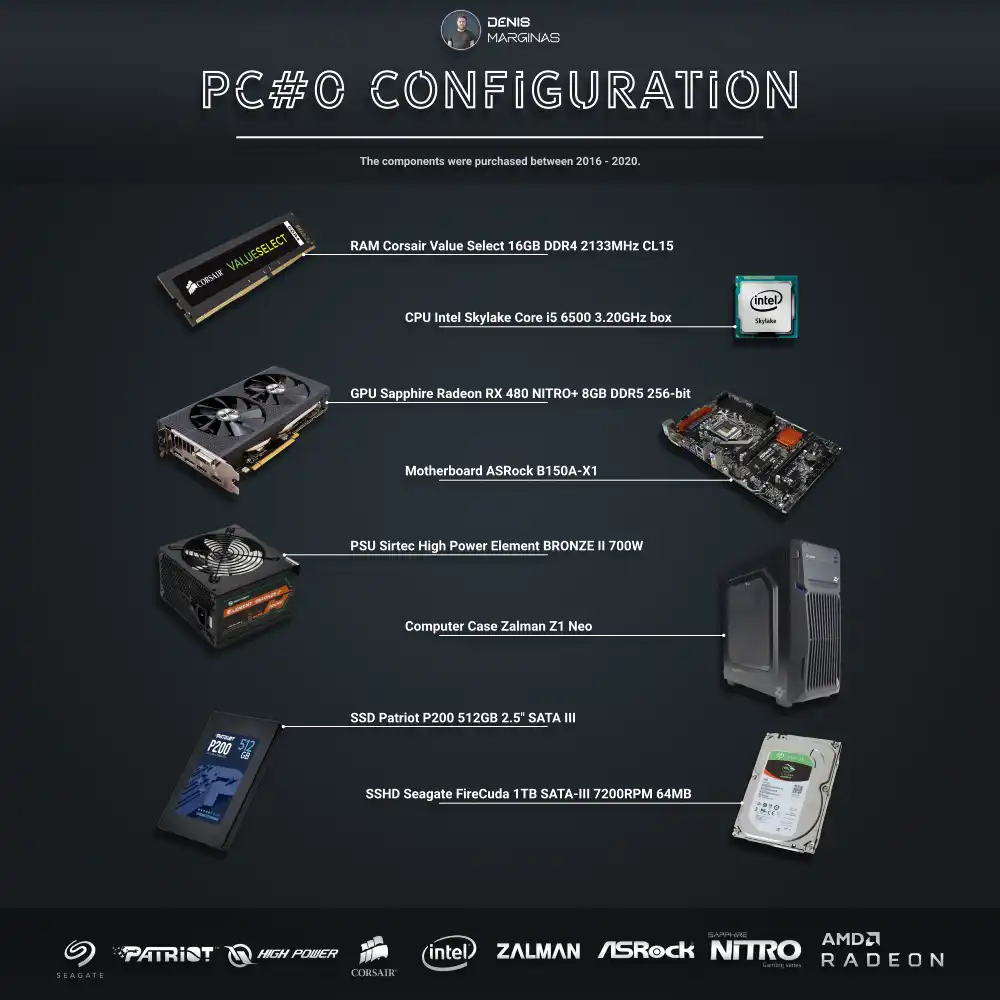 DENIS
MARGINAS
PC#0 CONFiGURATiON
The components were purchased between 2016 - 2020.
CORSAIR VALUESELECT
RAM Corsair Value Select 16GB DDR4 2133MHz CL15
CPU Intel Skylake Core i5 6500 3.20GHz box
intel
Skylake
GPU Sapphire Radeon RX 480 NITRO+ 8GB DDR5 256-bit
Motherboard ASRock B150A-X1
PSU Sirtec High Power Element BRONZE II 700W
ELEMENT BRONZE II
Computer Case Zalman Z1 Neo
SSD Patriot P200 512GB 2.5" SATA III
PATRIOT
P200 512
GB
SSHD Seagate FireCuda 1TB SATA-III 7200RPM 64MB
SEAGATE
PATRiOT
HIGH POWER
CORSAIR
intel
ZALMAN
ASRock
SAPPHIRE
NITRO
Gaming series
AMD
RADEON